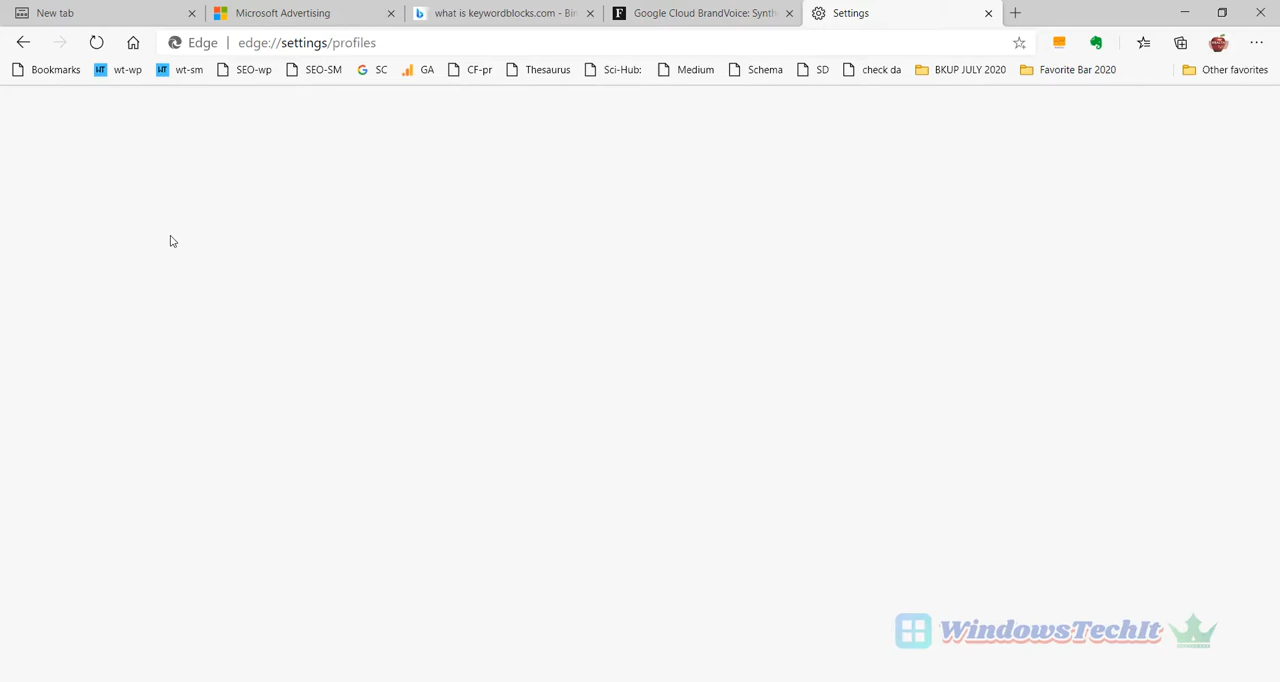 New tab
Microsoft Advertising
what is keywordblocks.com - Bin
Google Cloud BrandVoice: Synth
Settings
Edge
edge://settings/profiles
Bookmarks
wt-wp
wt-sm
SEO-wp
SEO-SM
SC
GA
CF-pr
Thesaurus
Sci-Hub:
Medium
Schema
SD
check da
BKUP JULY 2020
Favorite Bar 2020
Other favorites
WindowsTechIt